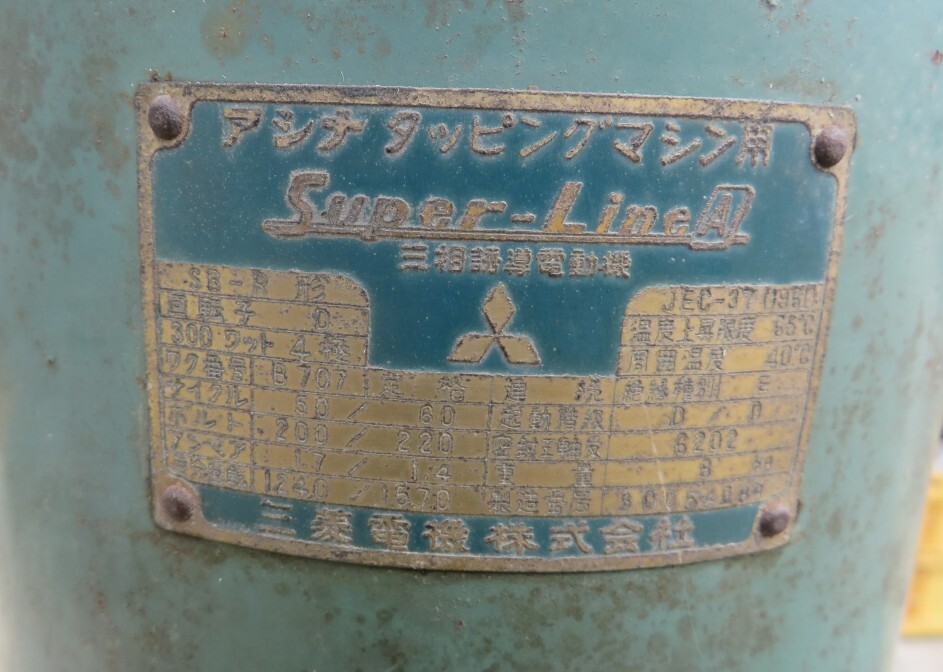 アシナ タッピングマシン用
Super-Line A
三相誘導電動機
SB-R 形
JEC-37
回転子 C
温度上昇限度 65°C
300 ワット 4 極
周囲温度 40°C
ワク番号 B 707 定格 連続 絶縁種別 E
サイクル 50 / 60 起動階級 D / D
ボルト 200 / 220 密封玉軸受 6202
アンペア 1.7 / 1.4 重量 8
1240 / 1570 製造番号
三菱電機株式会社